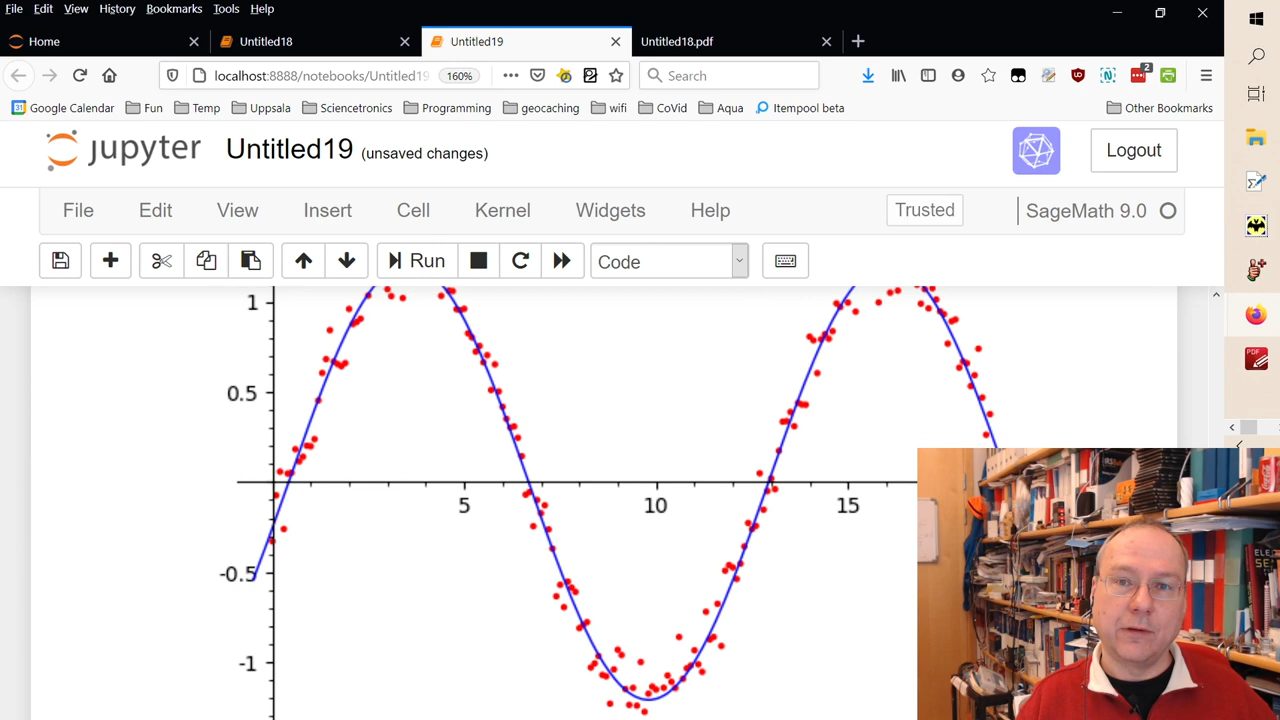 File Edit View History Bookmarks Tools Help
Home Untitled18 Untitled19 Untitled18.pdf
localhost:8888/notebooks/Untitled19 160% Search 2
Google Calendar Fun Temp Uppsala Sciencetronics Programming geocaching wifi CoVid Aqua Itempool beta Other Bookmarks
jupyter Untitled19 (unsaved changes) Logout
File Edit View Insert Cell Kernel Widgets Help Trusted SageMath 9.0
Run Code
PDF
1
0.5
5 10 15
-0.5
-1